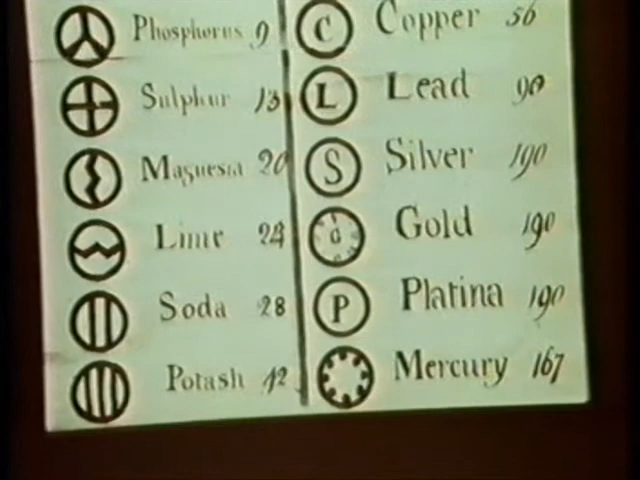 Phosphorus 9 C Copper 56
Sulphur 13 L Lead 90
Magnesia 20 S Silver 190
Lime 24 G Gold 190
Soda 28 P Platina 190
Potash 42 Mercury 167